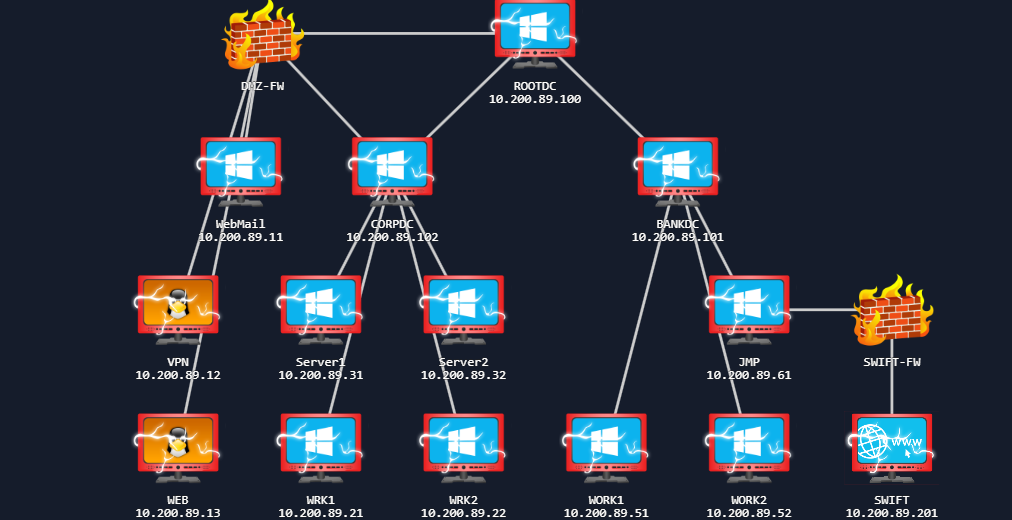 DMZ-FW
ROOTDC
10.200.89.100
WebMail
10.200.89.11
CORPDC
10.200.89.102
BANKDC
10.200.89.101
VPN
10.200.89.12
Server1
10.200.89.31
Server2
10.200.89.32
JMP
10.200.89.61
SWIFT-FW
WEB
10.200.89.13
WRK1
10.200.89.21
WRK2
10.200.89.22
WORK1
10.200.89.51
WORK2
10.200.89.52
www
SWIFT
10.200.89.201